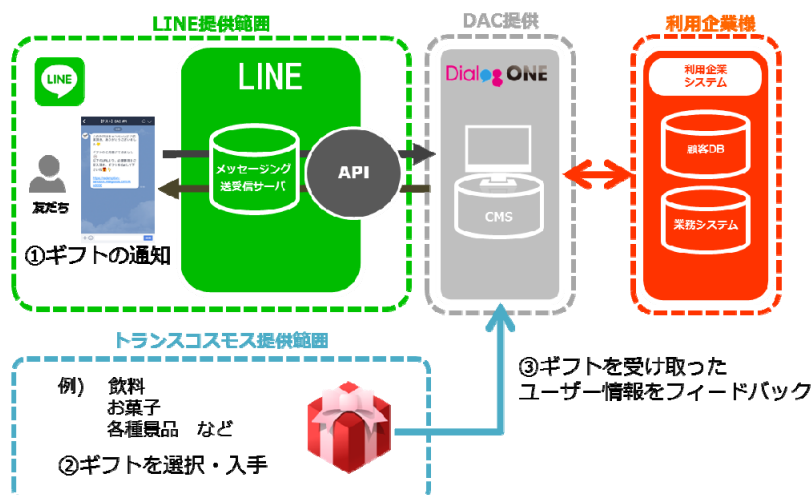 LINE提供範囲
DAC提供
利用企業様
LINE
LINE
DialogONE
利用企業
システム
顧客DB
メッセージング
送受信サーバ
API
友だち
CMS
業務システム
①ギフトの通知
トランスコスモス提供範囲
例) 飲料
お菓子
各種景品 など
②ギフトを選択・入手
③ギフトを受け取った
ユーザー情報をフィードバック